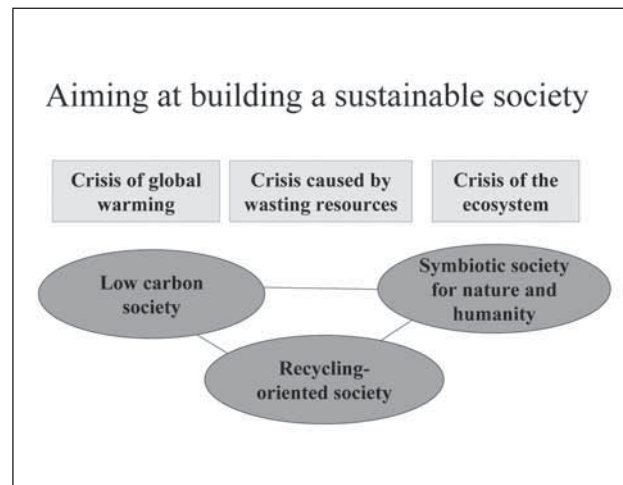 Aiming at building a sustainable society
Crisis of global
warming
Crisis caused by
wasting resources
Crisis of the
ecosystem
Low carbon
society
Symbiotic society
for nature and
humanity
Recycling-
oriented society